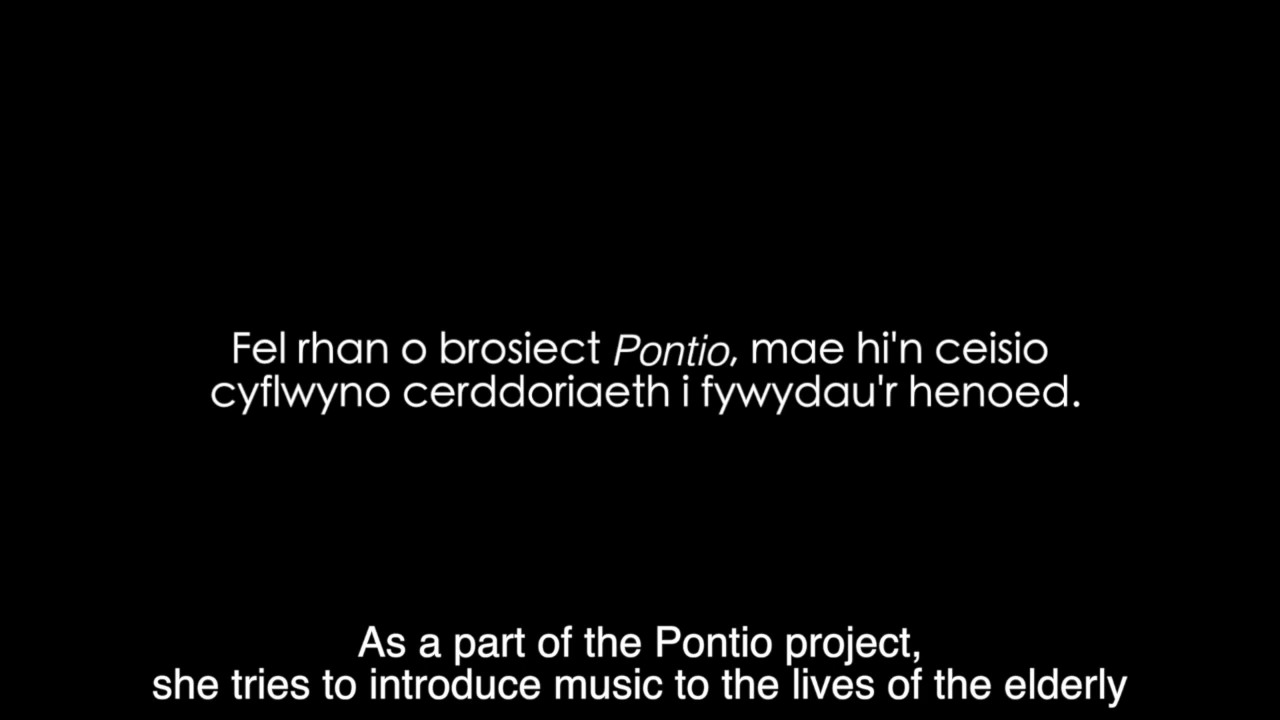 Fel rhan o brosiect Pontio, mae hi'n ceisio
cyflwyno cerddoriaeth i fywydau'r henoed.
As a part of the Pontio project,
she tries to introduce music to the lives of the elderly